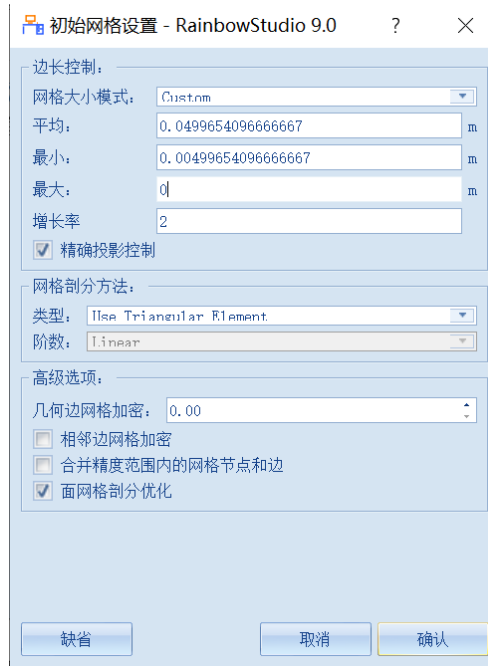 初始网格设置 - RainbowStudio 9.0 ?
边长控制：
网格大小模式： Custom
平均： 0.0499654096666667 m
最小： 0.00499654096666667 m
最大： 0 m
增长率 2
精确投影控制
网格剖分方法：
类型： Use Triangular Element
阶数： Linear
高级选项：
几何边网格加密： 0.00
相邻边网格加密
合并精度范围内的网格节点和边
面网格剖分优化
缺省 取消 确认